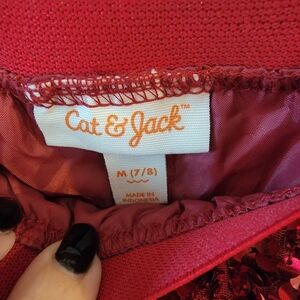 Cat & Jack™
M (7/8)
MADE IN
INDONESIA